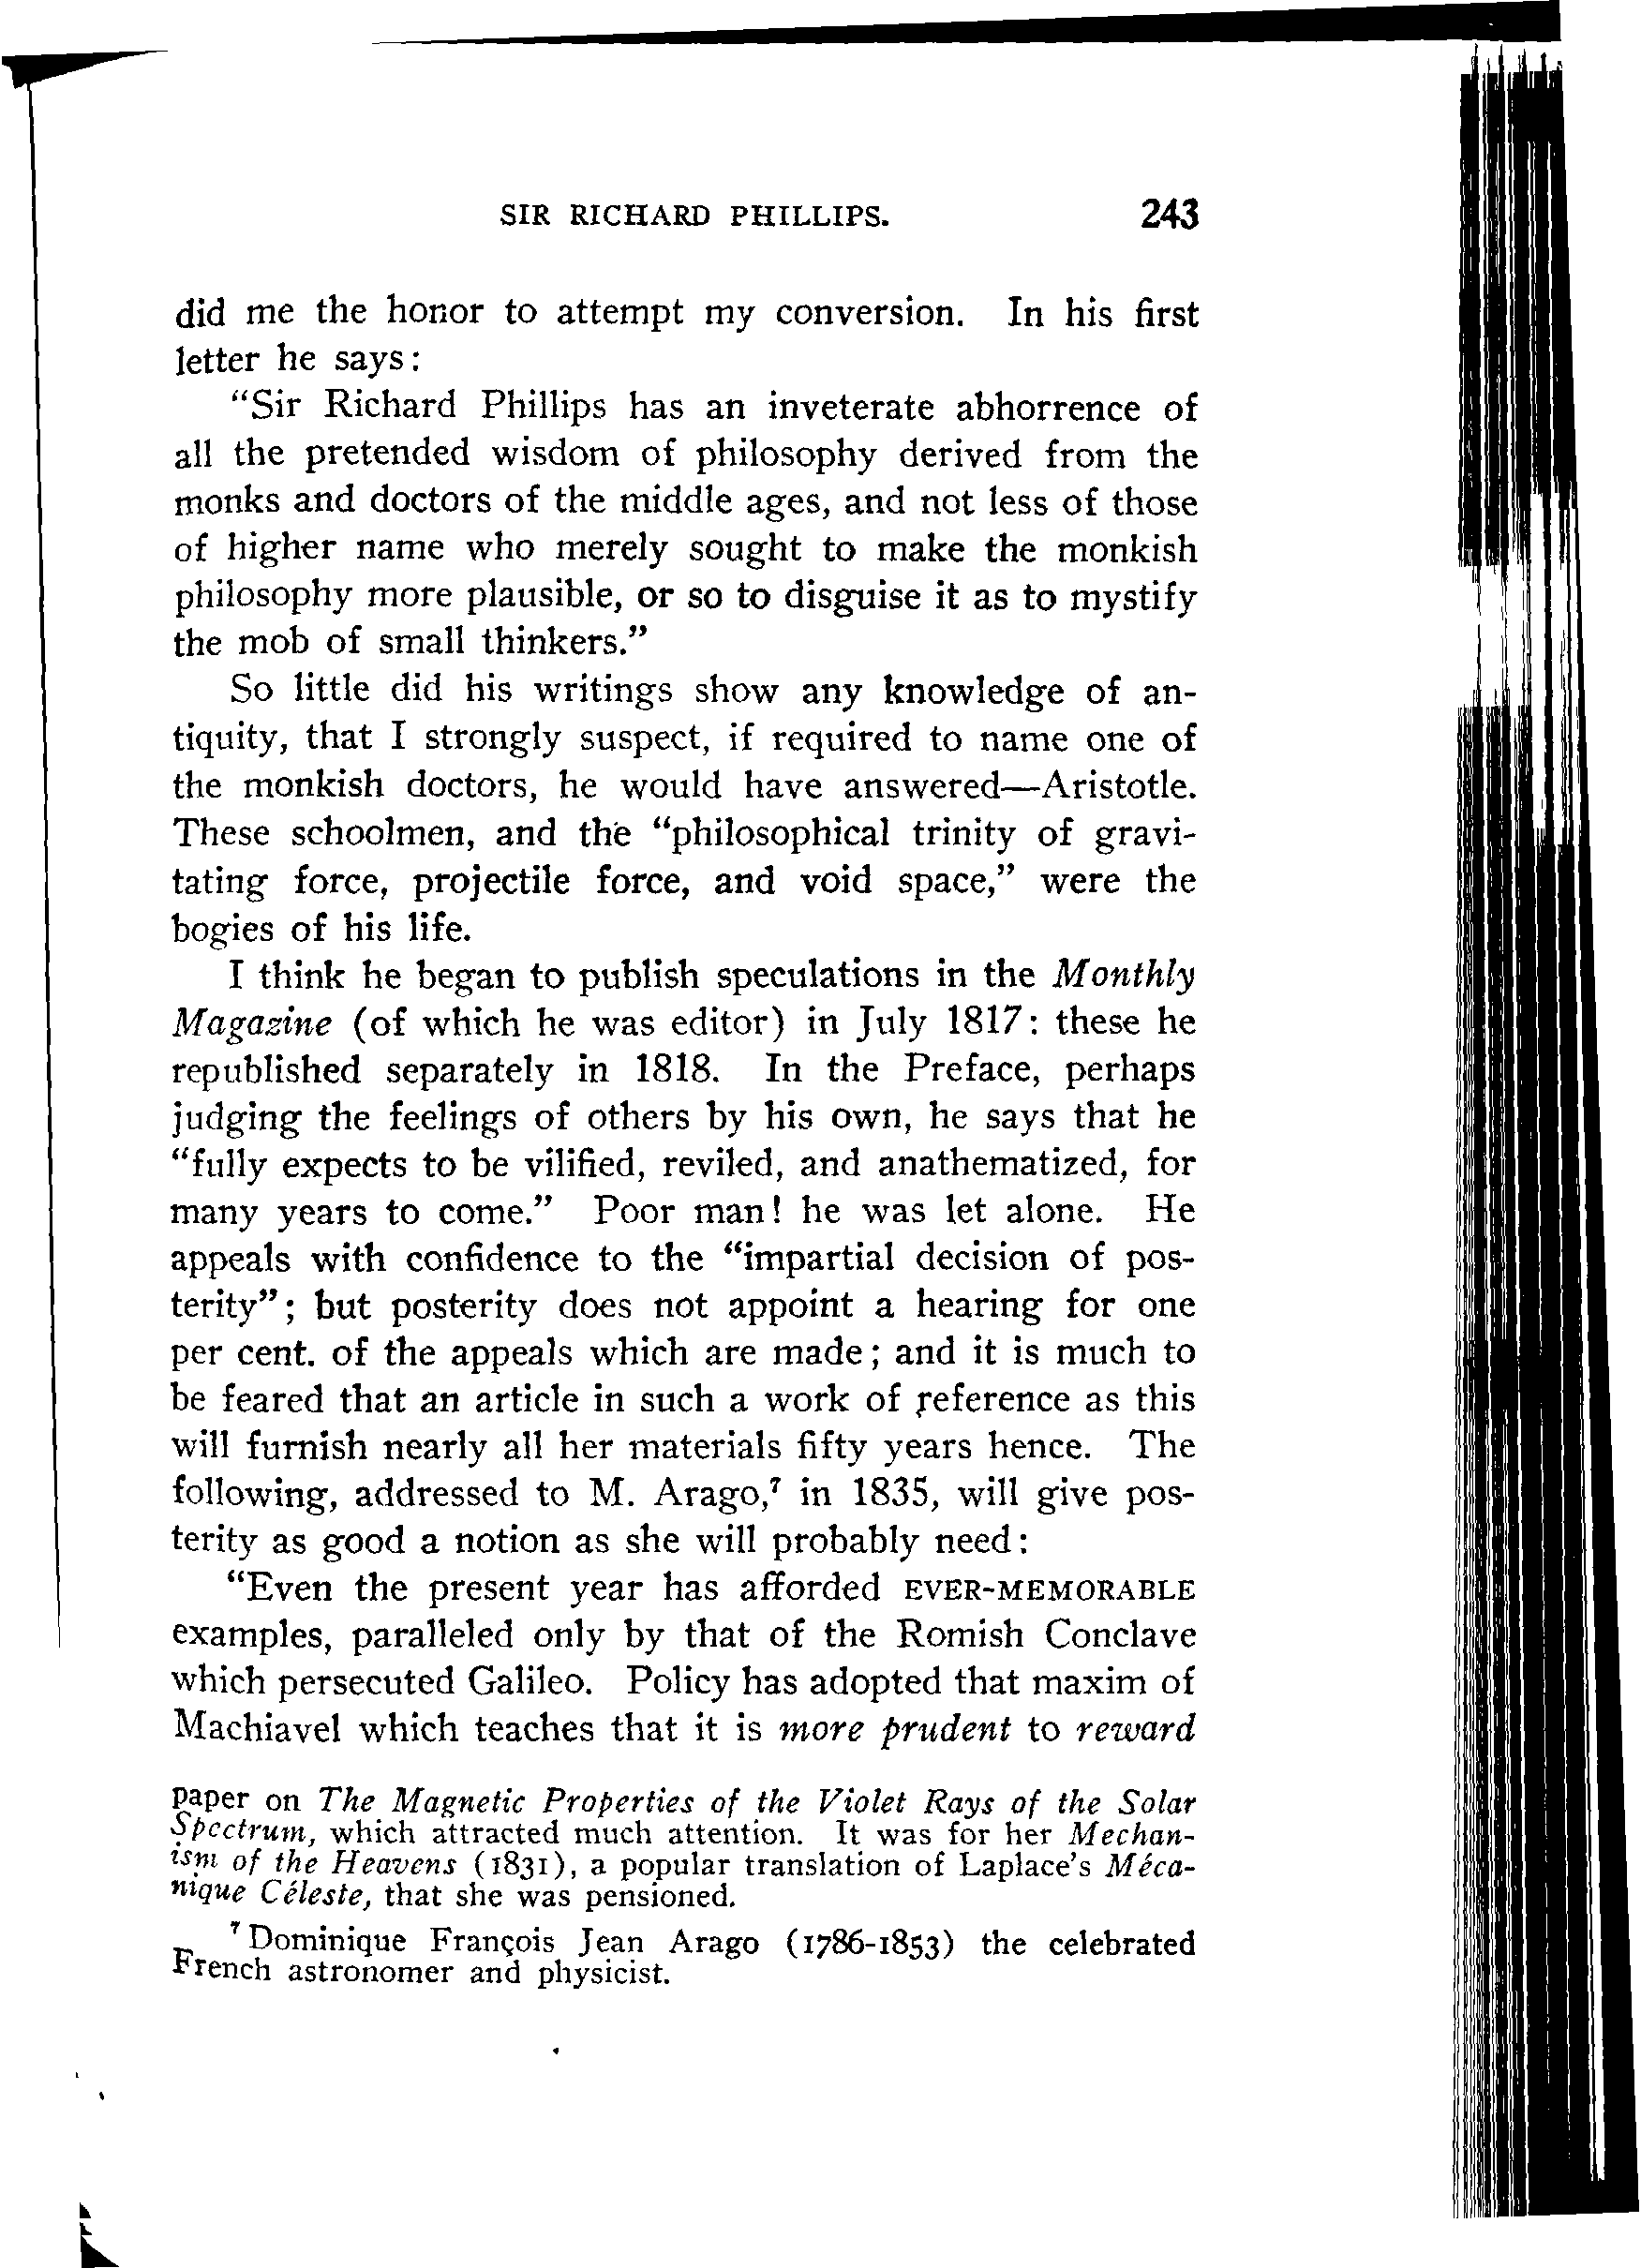 SIR RICHARD PHILLIPS. 243
did me the honor to attempt my conversion. In his first
letter he says:
"Sir Richard Phillips has an inveterate abhorrence of
all the pretended wisdom of philosophy derived from the
monks and doctors of the middle ages, and not less of those
of higher name who merely sought to make the monkish
philosophy more plausible, or so to disguise it as to mystify
the mob of small thinkers."
So little did his writings show any knowledge of an-
tiquity, that I strongly suspect, if required to name one of
the monkish doctors, he would have answered—Aristotle.
These schoolmen, and the "philosophical trinity of gravi-
tating force, projectile force, and void space," were the
bogies of his life.
I think he began to publish speculations in the Monthly
Magazine (of which he was editor) in July 1817: these he
republished separately in 1818. In the Preface, perhaps
judging the feelings of others by his own, he says that he
"fully expects to be vilified, reviled, and anathematized, for
many years to come." Poor man! he was let alone. He
appeals with confidence to the "impartial decision of pos-
terity"; but posterity does not appoint a hearing for one
per cent. of the appeals which are made; and it is much to
be feared that an article in such a work of reference as this
will furnish nearly all her materials fifty years hence. The
following, addressed to M. Arago,⁷ in 1835, will give pos-
terity as good a notion as she will probably need:
"Even the present year has afforded EVER-MEMORABLE
examples, paralleled only by that of the Romish Conclave
which persecuted Galileo. Policy has adopted that maxim of
Machiavel which teaches that it is more prudent to reward
paper on The Magnetic Properties of the Violet Rays of the Solar
Spectrum, which attracted much attention. It was for her Mechan-
ism of the Heavens (1831), a popular translation of Laplace's Méca-
nique Céleste, that she was pensioned.
⁷ Dominique François Jean Arago (1786-1853) the celebrated
French astronomer and physicist.